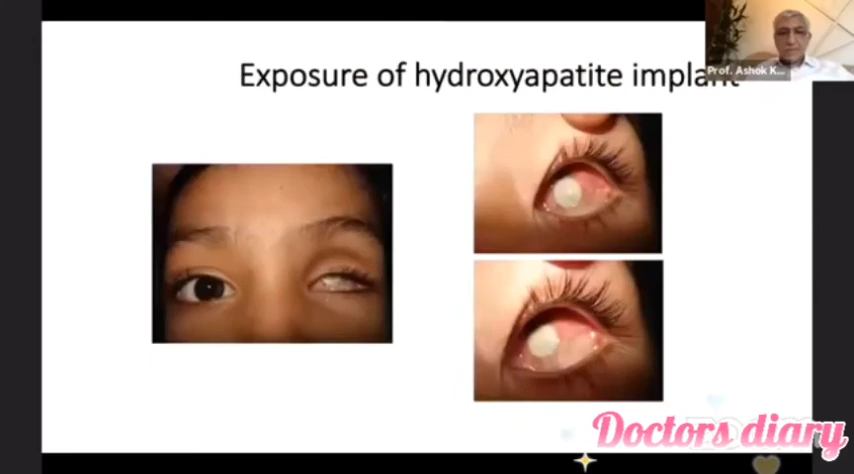 Exposure of hydroxyapatite implant
Prof. Ashok K...
Doctors diary